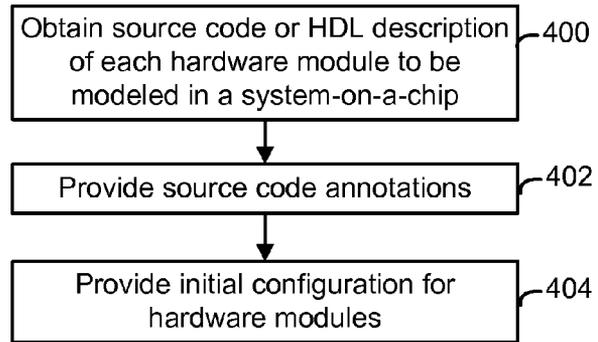 Obtain source code or HDL description
of each hardware module to be
modeled in a system-on-a-chip
400
Provide source code annotations
402
Provide initial configuration for
hardware modules
404